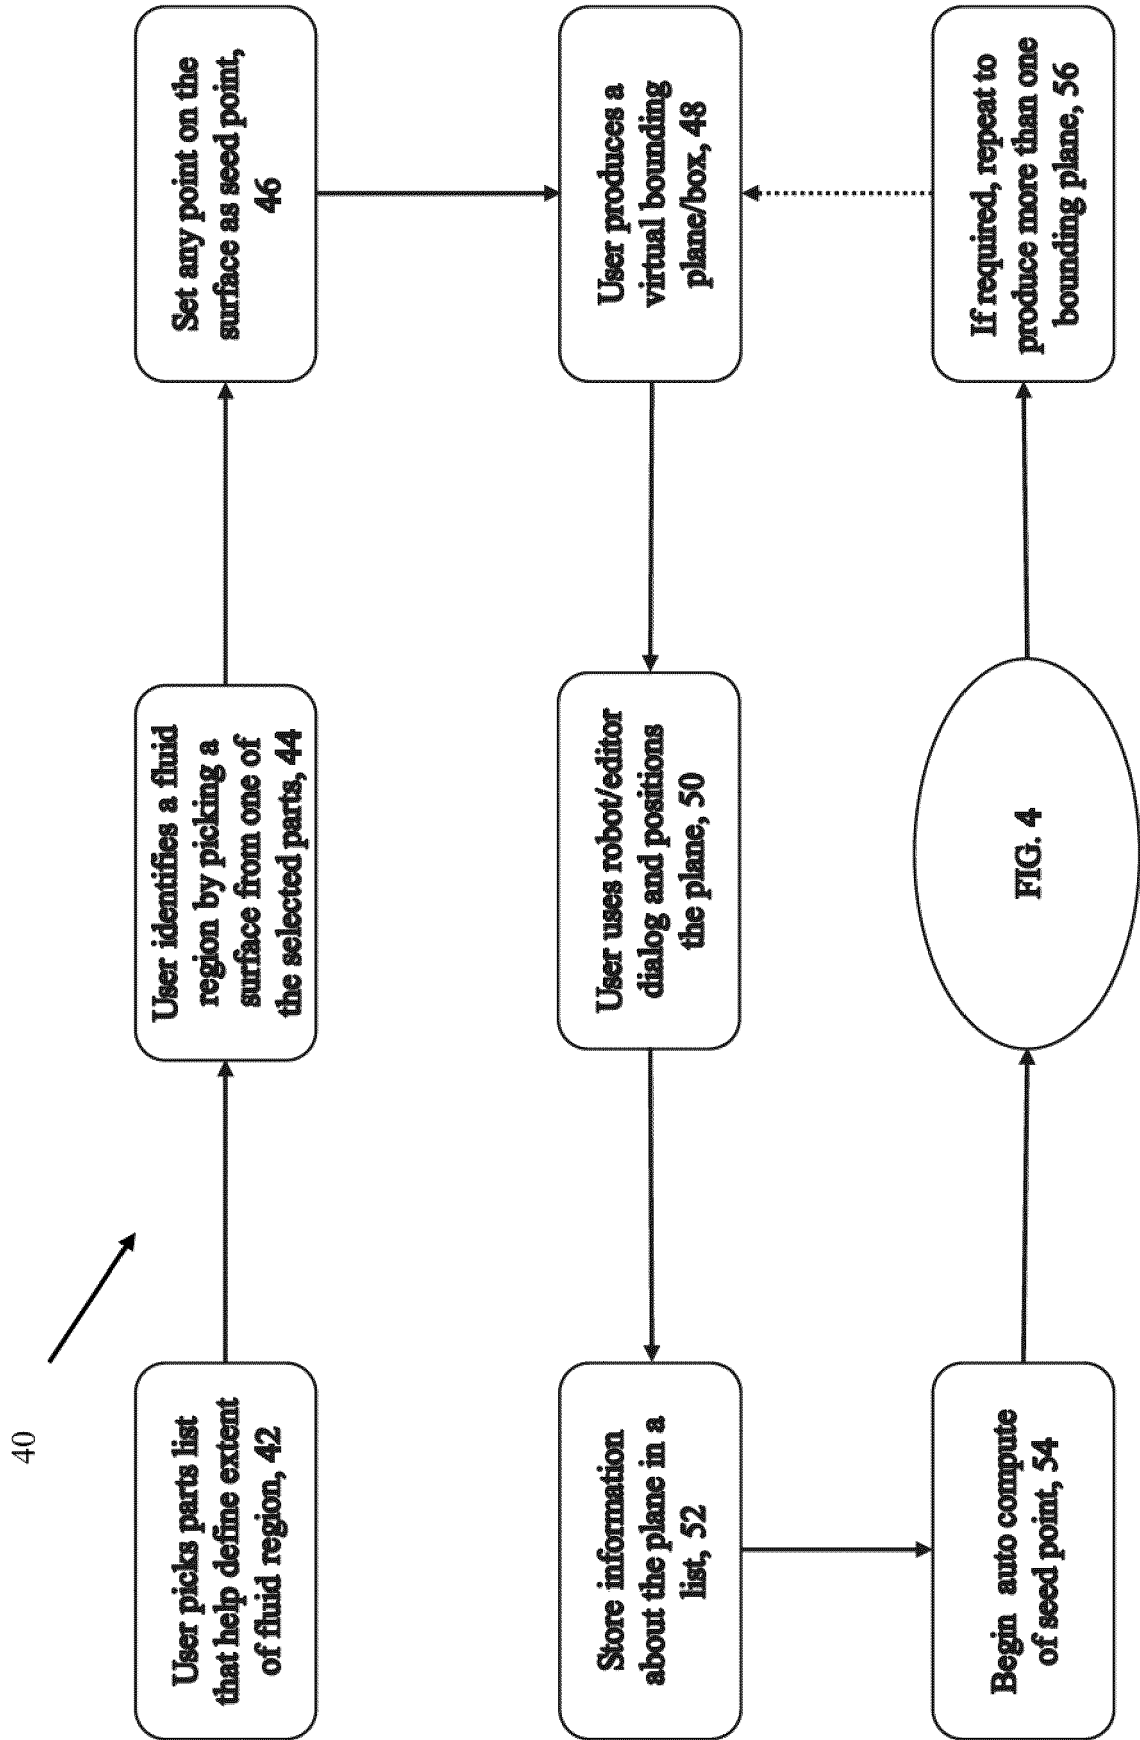 40
User picks parts list
that help define extent
of fluid region, 42
User identifies a fluid
region by picking a
surface from one of
the selected parts, 44
Set any point on the
surface as seed point,
46
User produces a
virtual bounding
plane/box, 48
User uses robot/editor
dialog and positions
the plane, 50
Store information
about the plane in a
list, 52
Begin auto compute
of seed point, 54
FIG. 4
If required, repeat to
produce more than one
bounding plane, 56